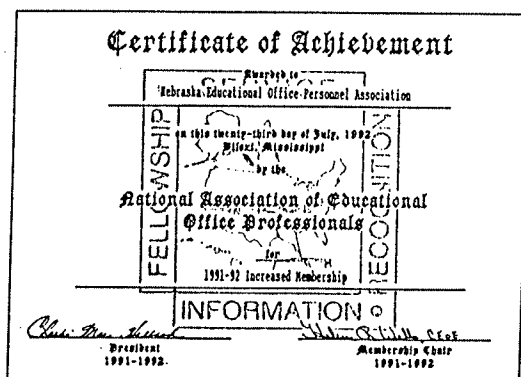 Certificate of Achievement
SERVICE
Awarded to
Nebraska Educational Office Personnel Association
on this twenty-third day of July, 1992
Biloxi, Mississippi
by the
National Association of Educational
Office Professionals
for
1991-92 Increased Membership
FELLOWSHIP
RECOGNITION
INFORMATION
President
1991-1992
Membership Chair
1991-1992